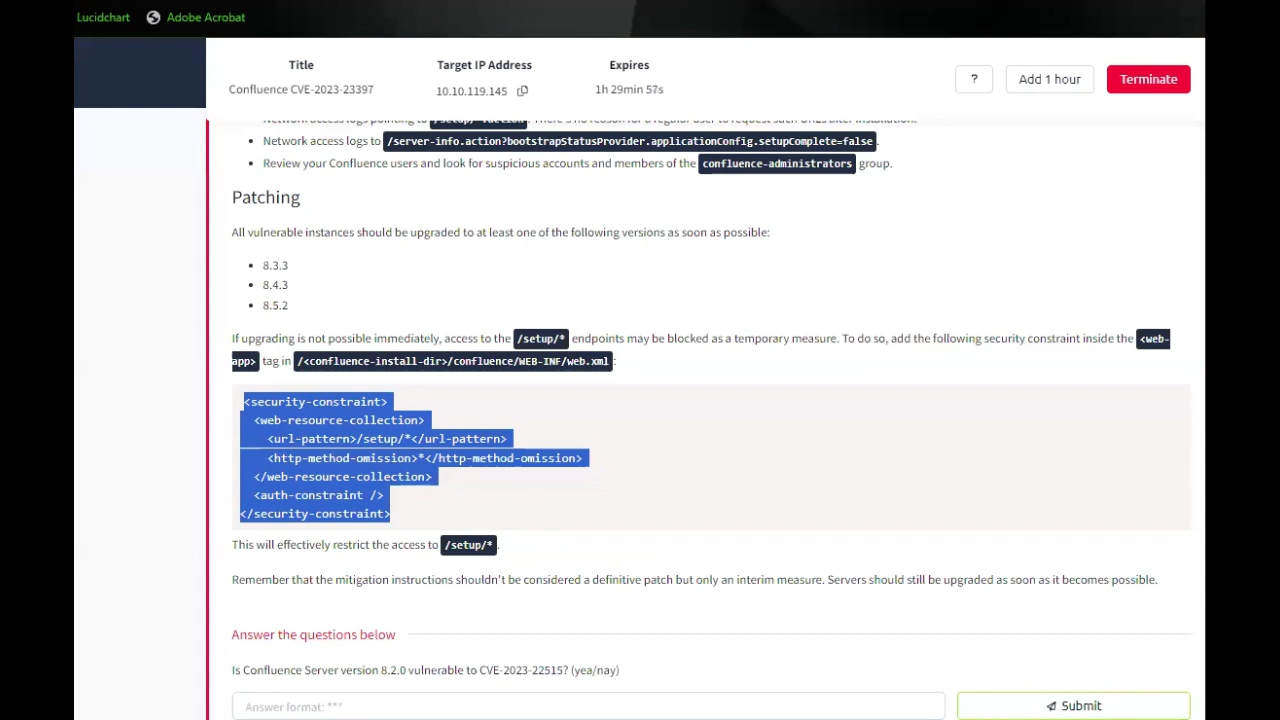 Lucidchart Adobe Acrobat
Title Target IP Address Expires
Confluence CVE-2023-23397 10.10.119.145 1h 29min 57s
? Add 1 hour Terminate
Network access logs to /server-info.action?bootstrapStatusProvider.applicationConfig.setupComplete=false.
Review your Confluence users and look for suspicious accounts and members of the confluence-administrators group.
Patching
All vulnerable instances should be upgraded to at least one of the following versions as soon as possible:
8.3.3
8.4.3
8.5.2
If upgrading is not possible immediately, access to the /setup/* endpoints may be blocked as a temporary measure. To do so, add the following security constraint inside the <web-
app> tag in /<confluence-install-dir>/confluence/WEB-INF/web.xml:
<security-constraint>
<web-resource-collection>
<url-pattern>/setup/*</url-pattern>
<http-method-omission>*</http-method-omission>
</web-resource-collection>
<auth-constraint />
</security-constraint>
This will effectively restrict the access to /setup/*.
Remember that the mitigation instructions shouldn't be considered a definitive patch but only an interim measure. Servers should still be upgraded as soon as it becomes possible.
Answer the questions below
Is Confluence Server version 8.2.0 vulnerable to CVE-2023-22515? (yea/nay)
Answer format: *** Submit